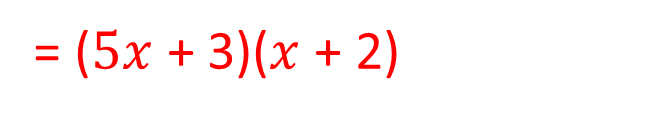 = (5x + 3)(x + 2)